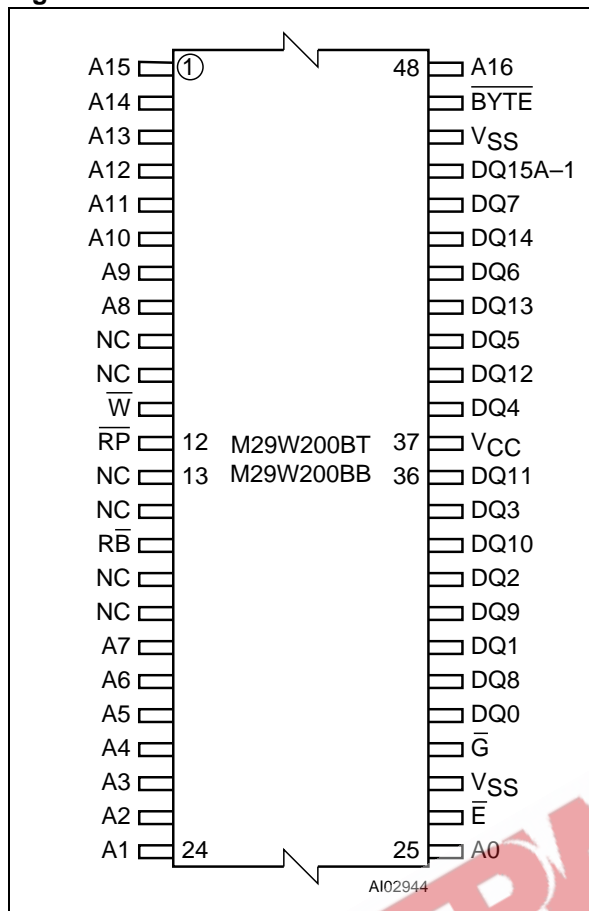 A15 1 48 A16
A14 B̅Y̅T̅E̅
A13 VSS
A12 DQ15A–1
A11 DQ7
A10 DQ14
A9 DQ6
A8 DQ13
NC DQ5
NC DQ12
W̅ DQ4
R̅P̅ 12 M29W200BT 37 VCC
NC 13 M29W200BB 36 DQ11
NC DQ3
RB̅ DQ10
NC DQ2
NC DQ9
A7 DQ1
A6 DQ8
A5 DQ0
A4 G̅
A3 VSS
A2 E̅
A1 24 25 A0
AI02944